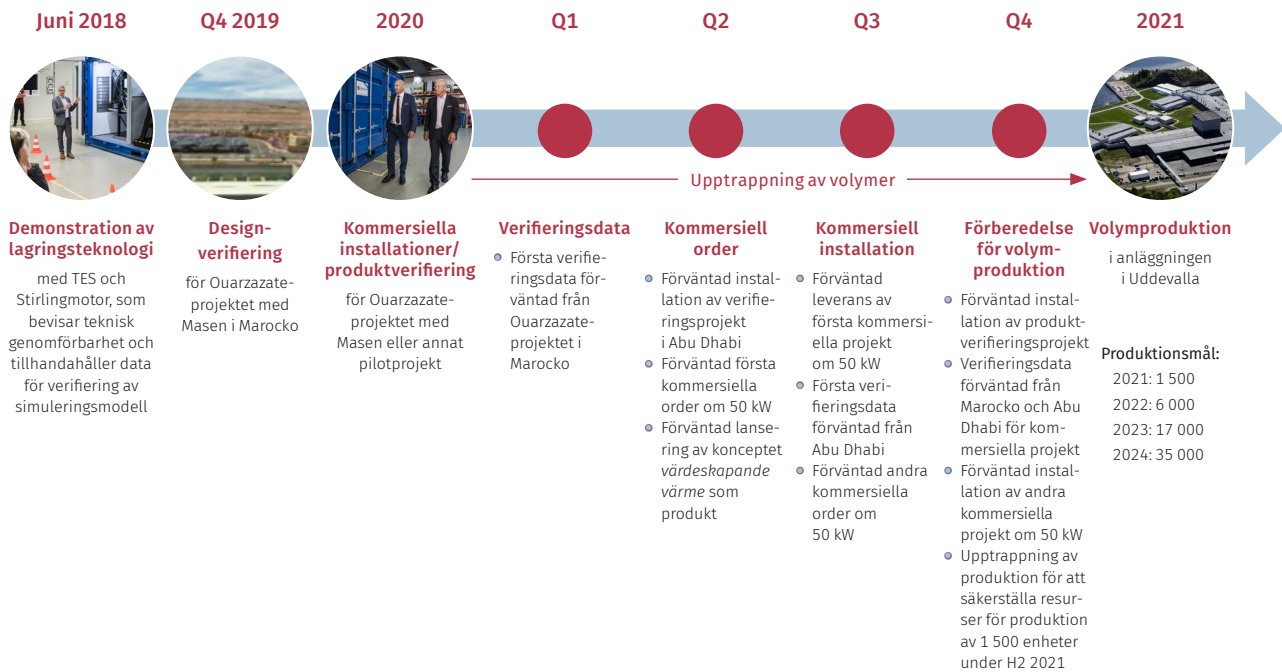 Juni 2018
Q4 2019
2020
Q1
Q2
Q3
Q4
2021
Upptrappning av volymer
Demonstration av
lagringsteknologi
med TES och
Stirlingmotor, som
bevisar teknisk
genomförbarhet och
tillhandahåller data
för verifiering av
simuleringsmodell
Design-
verifiering
för Ouarzazate-
projektet med
Masen i Marocko
Kommersiella
installationer/
produktverifiering
för Ouarzazate-
projektet med
Masen eller annat
pilotprojekt
Verifieringsdata
Första verifie-
ringsdata för-
väntad från
Ouarzazate-
projektet i
Marocko
Kommersiell
order
Förväntad instal-
lation av verifie-
ringsprojekt
i Abu Dhabi
Förväntad första
kommersiella
order om 50 kW
Förväntad lanse-
ring av konceptet
värdeskapande
värme som
produkt
Kommersiell
installation
Förväntad
leverans av
första kommersi-
ella projekt
om 50 kW
Första veri-
fieringsdata
förväntad från
Abu Dhabi
Förväntad andra
kommersiella
order om
50 kW
Förberedelse
för volym-
produktion
Förväntad instal-
lation av produkt-
verifieringsprojekt
Verifieringsdata
förväntad från
Marocko och Abu
Dhabi för kom-
mersiella projekt
Förväntad instal-
lation av andra
kommersiella
projekt om 50 kW
Upptrappning av
produktion för att
säkerställa resur-
ser för produktion
av 1 500 enheter
under H2 2021
Volymproduktion
i anläggningen
i Uddevalla
Produktionsmål:
2021: 1 500
2022: 6 000
2023: 17 000
2024: 35 000